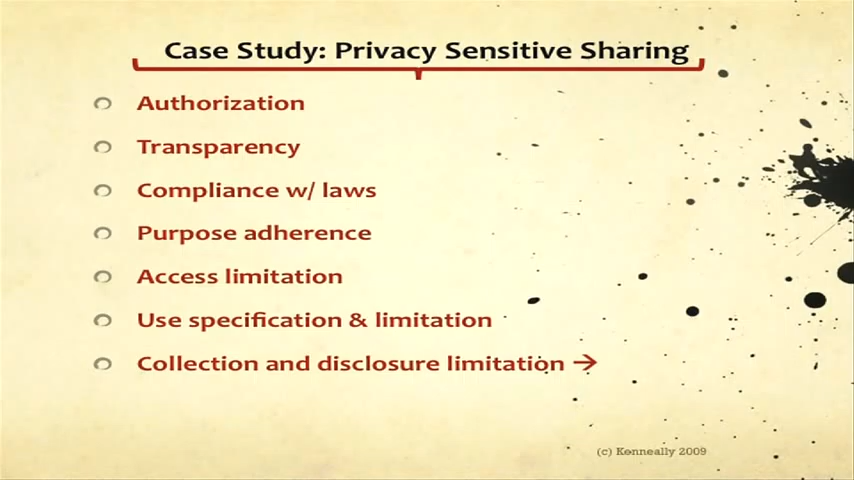 Case Study: Privacy Sensitive Sharing
Authorization
Transparency
Compliance w/ laws
Purpose adherence
Access limitation
Use specification & limitation
Collection and disclosure limitation →
(c) Kenneally 2009